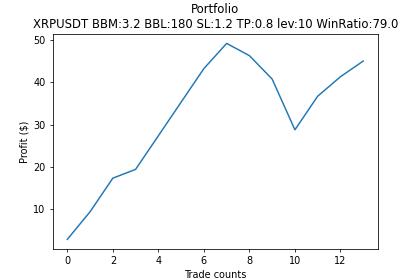 Portfolio
XRPUSDT BBM:3.2 BBL:180 SL:1.2 TP:0.8 lev:10 WinRatio:79.0
50
40
30
20
10
Profit ($)
0 2 4 6 8 10 12
Trade counts